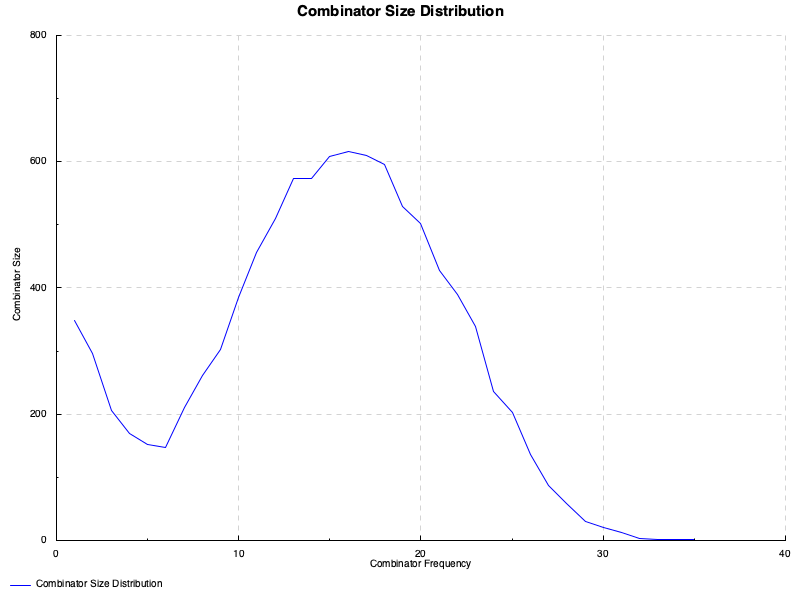 Combinator Size Distribution
800
600
400
200
0
Combinator Size
0 10 20 30 40
Combinator Frequency
Combinator Size Distribution